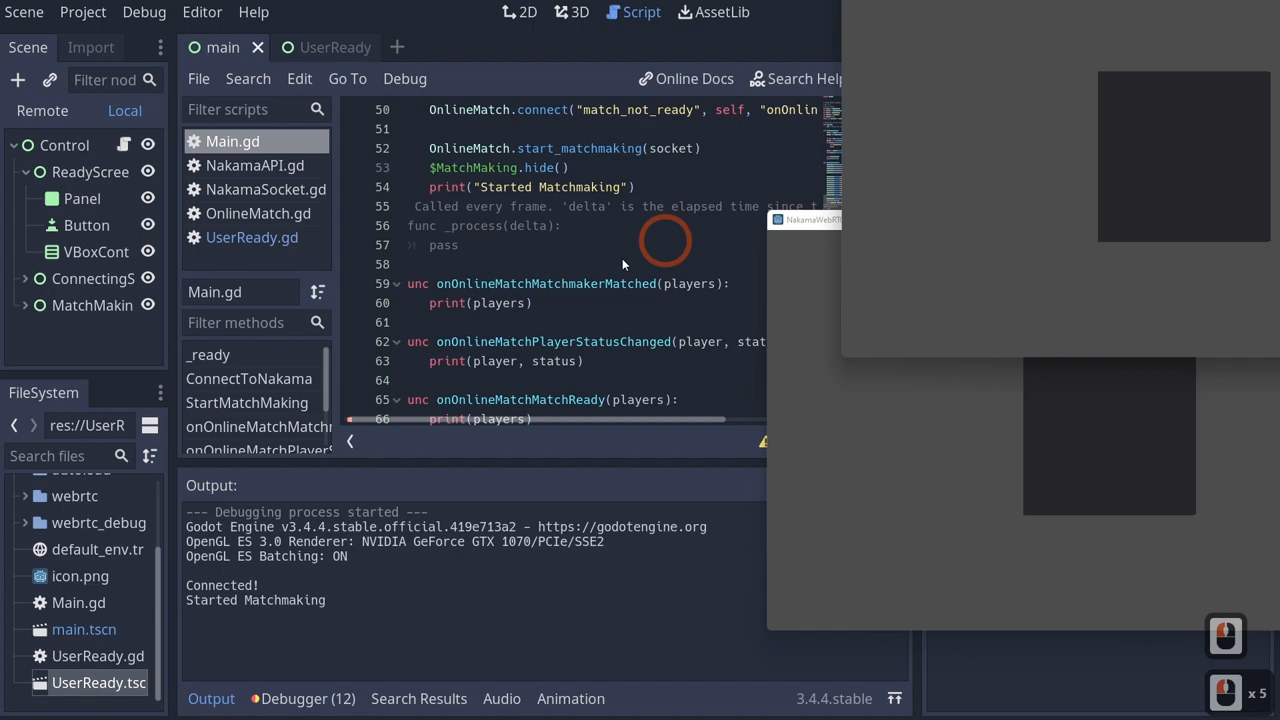 Scene Project Debug Editor Help
2D 3D Script AssetLib
Scene Import
main UserReady
Filter nod
File Search Edit Go To Debug
Online Docs Search Help
Remote Local
Filter scripts
Control
ReadyScree
Panel
Button
VBoxCont
ConnectingS
MatchMakin
Main.gd
NakamaAPI.gd
NakamaSocket.gd
OnlineMatch.gd
UserReady.gd
Main.gd
Filter methods
_ready
ConnectToNakama
StartMatchMaking
onOnlineMatchMatchm
onOnlineMatchPlayerS
50 OnlineMatch.connect("match_not_ready", self, "onOnlin
51
52 OnlineMatch.start_matchmaking(socket)
53 $MatchMaking.hide()
54 print("Started Matchmaking")
55 Called every frame. 'delta' is the elapsed time since t
56 func _process(delta):
57 pass
58
59 unc onOnlineMatchMatchmakerMatched(players):
60 print(players)
61
62 unc onOnlineMatchPlayerStatusChanged(player, stat
63 print(player, status)
64
65 unc onOnlineMatchMatchReady(players):
66 print(players)
NakamaWebRTC
FileSystem
res://UserR
Search files
webrtc
webrtc_debug
default_env.tr
icon.png
Main.gd
main.tscn
UserReady.gd
UserReady.tsc
Output:
--- Debugging process started ---
Godot Engine v3.4.4.stable.official.419e713a2 - https://godotengine.org
OpenGL ES 3.0 Renderer: NVIDIA GeForce GTX 1070/PCIe/SSE2
OpenGL ES Batching: ON
Connected!
Started Matchmaking
Output Debugger (12) Search Results Audio Animation 3.4.4.stable
x 5